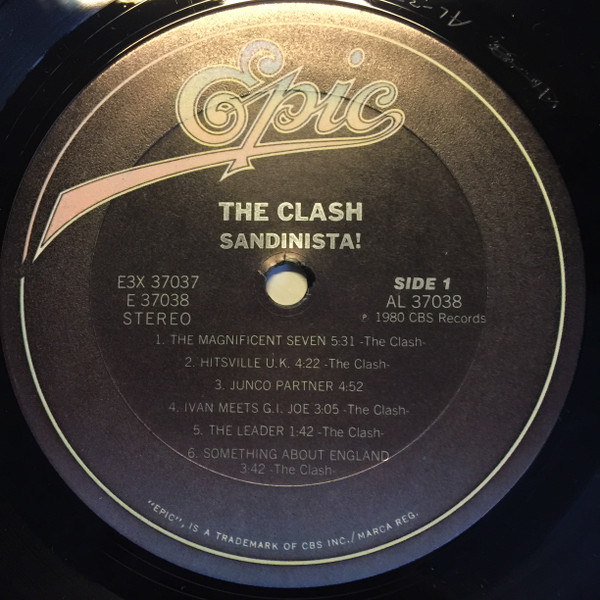 Epic
THE CLASH
SANDINISTA!
E3X 37037
E 37038
STEREO
SIDE 1
AL 37038
℗ 1980 CBS Records
1. THE MAGNIFICENT SEVEN 5:31 -The Clash-
2. HITSVILLE U.K. 4:22 -The Clash-
3. JUNCO PARTNER 4:52
4. IVAN MEETS G.I. JOE 3:05 -The Clash-
5. THE LEADER 1:42 -The Clash-
6. SOMETHING ABOUT ENGLAND
3:42 -The Clash-
"EPIC", IS A TRADEMARK OF CBS INC./MARCA REG.